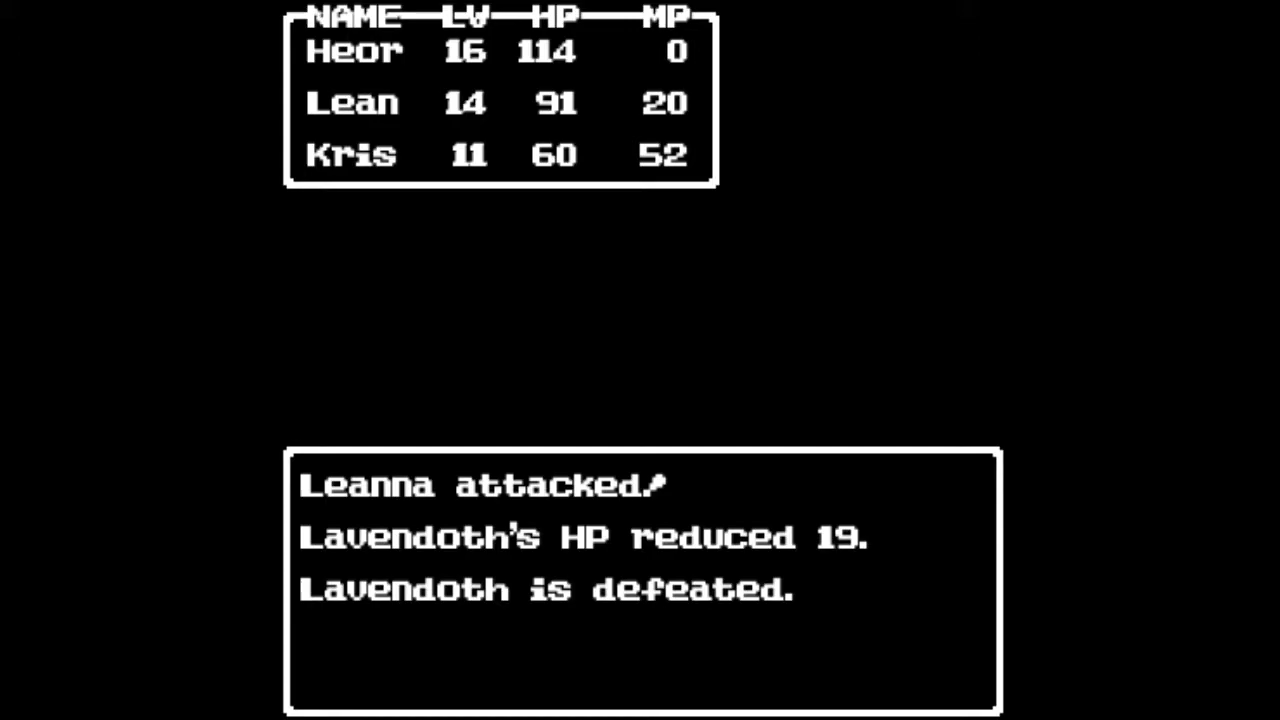 NAME LV HP MP
Heor 16 114 0
Lean 14 91 20
Kris 11 60 52
Leanna attacked!
Lavendoth's HP reduced 19.
Lavendoth is defeated.